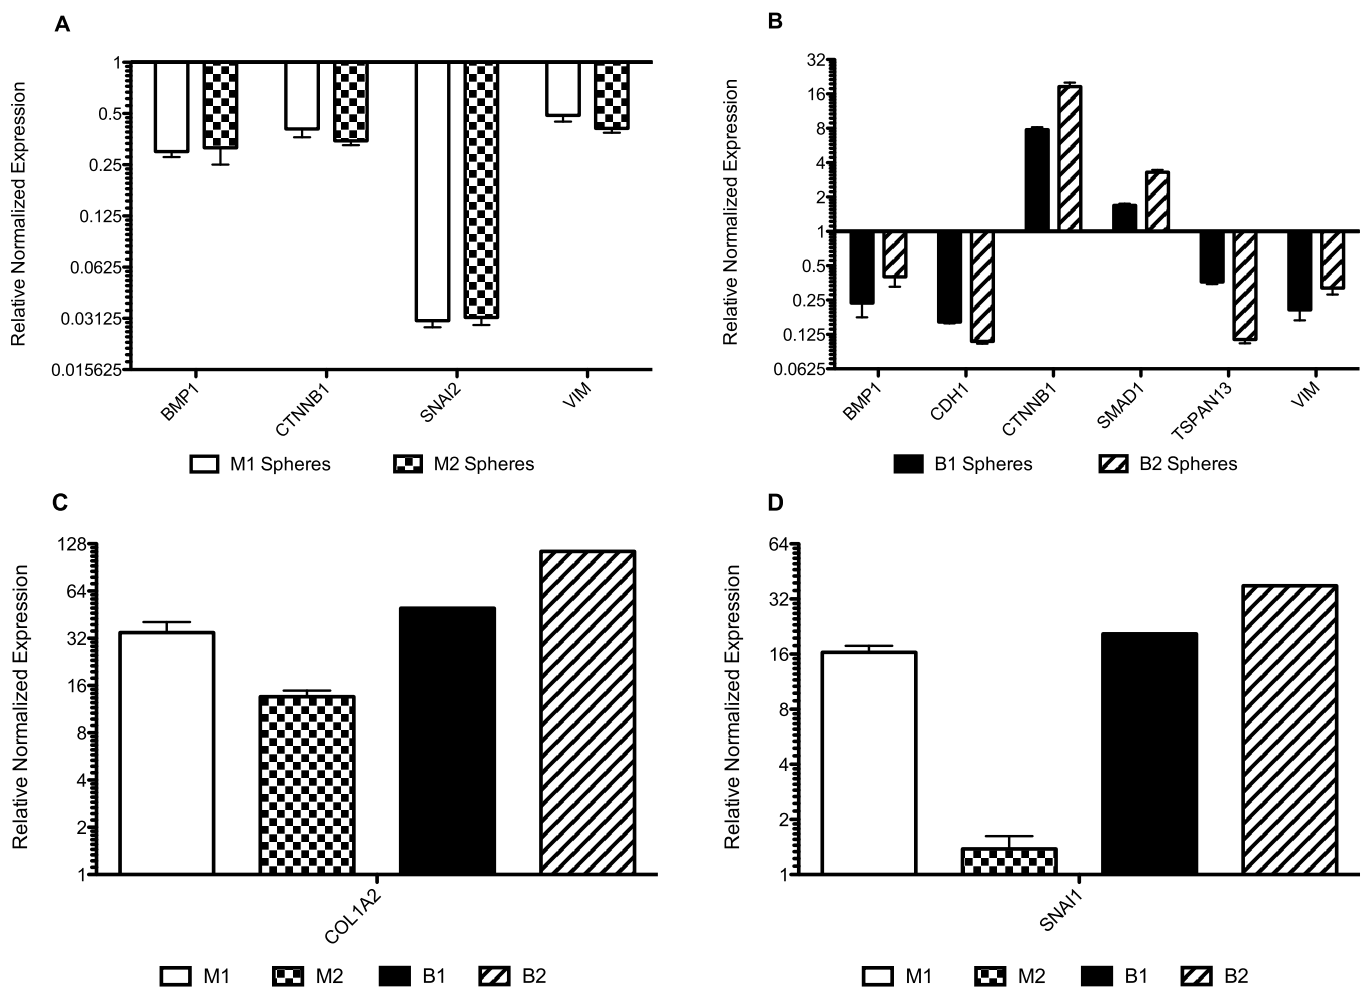 A
Relative Normalized Expression
1
0.5
0.25
0.125
0.0625
0.03125
0.015625
BMP1
CTNNB1
SNAI2
VIM
M1 Spheres
M2 Spheres
B
Relative Normalized Expression
32
16
8
4
2
1
0.5
0.25
0.125
0.0625
BMP1
CDH1
CTNNB1
SMAD1
TSPAN13
VIM
B1 Spheres
B2 Spheres
C
Relative Normalized Expression
128
64
32
16
8
4
2
1
COL1A2
M1
M2
B1
B2
D
Relative Normalized Expression
64
32
16
8
4
2
1
SNAI1
M1
M2
B1
B2